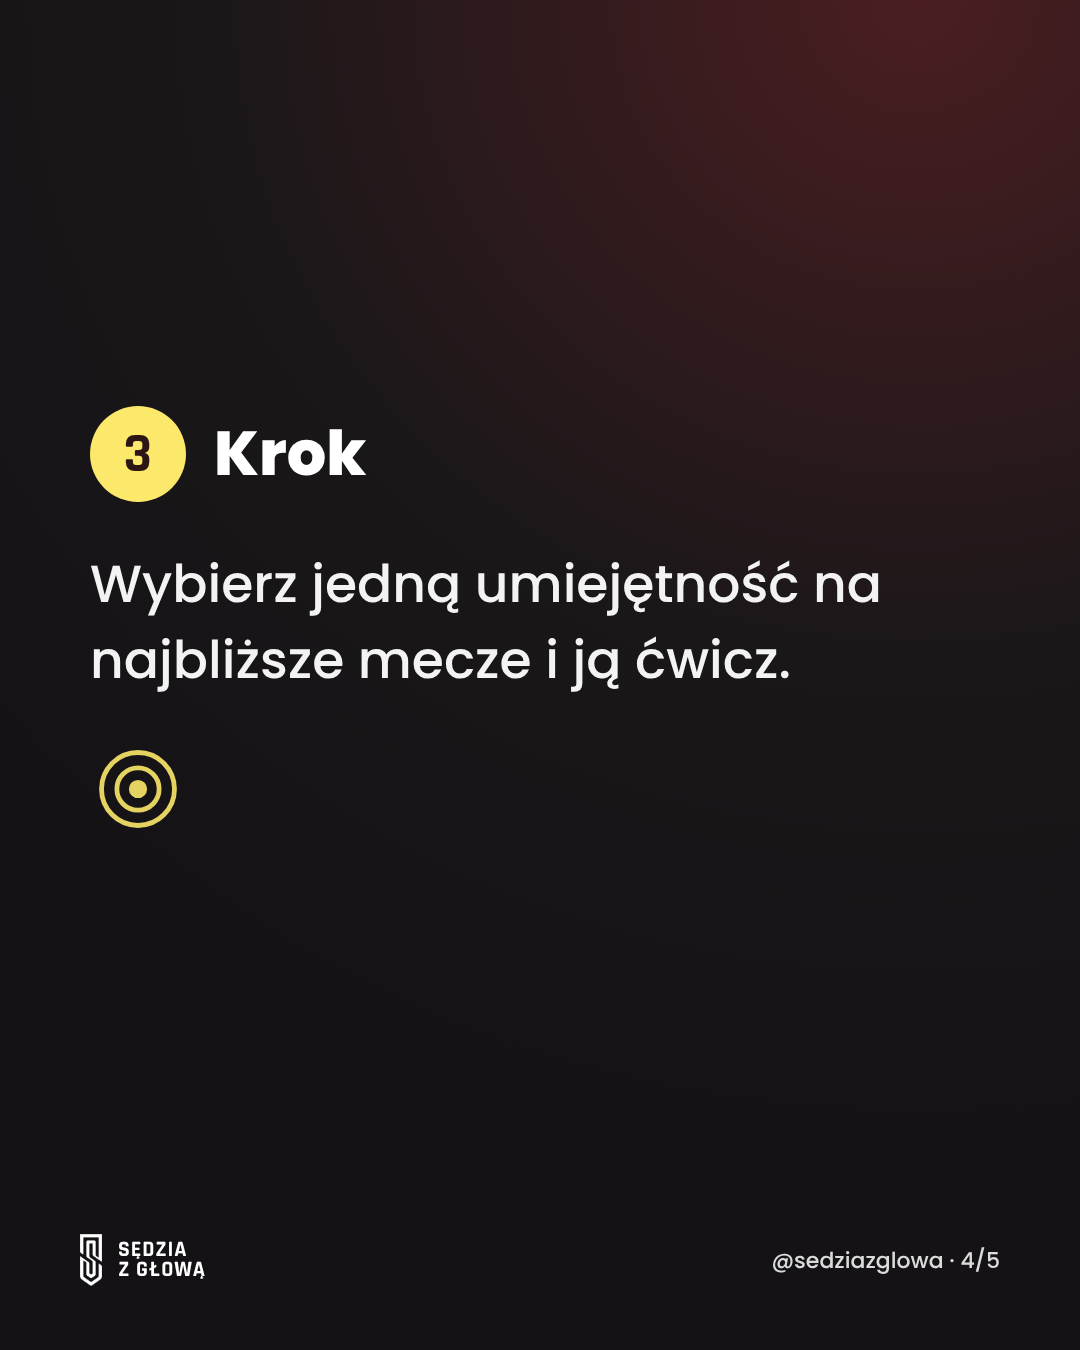 3 Krok
Wybierz jedną umiejętność na
najbliższe mecze i ją ćwicz.
SĘDZIA
Z GŁOWĄ
@sedziazglowa · 4/5